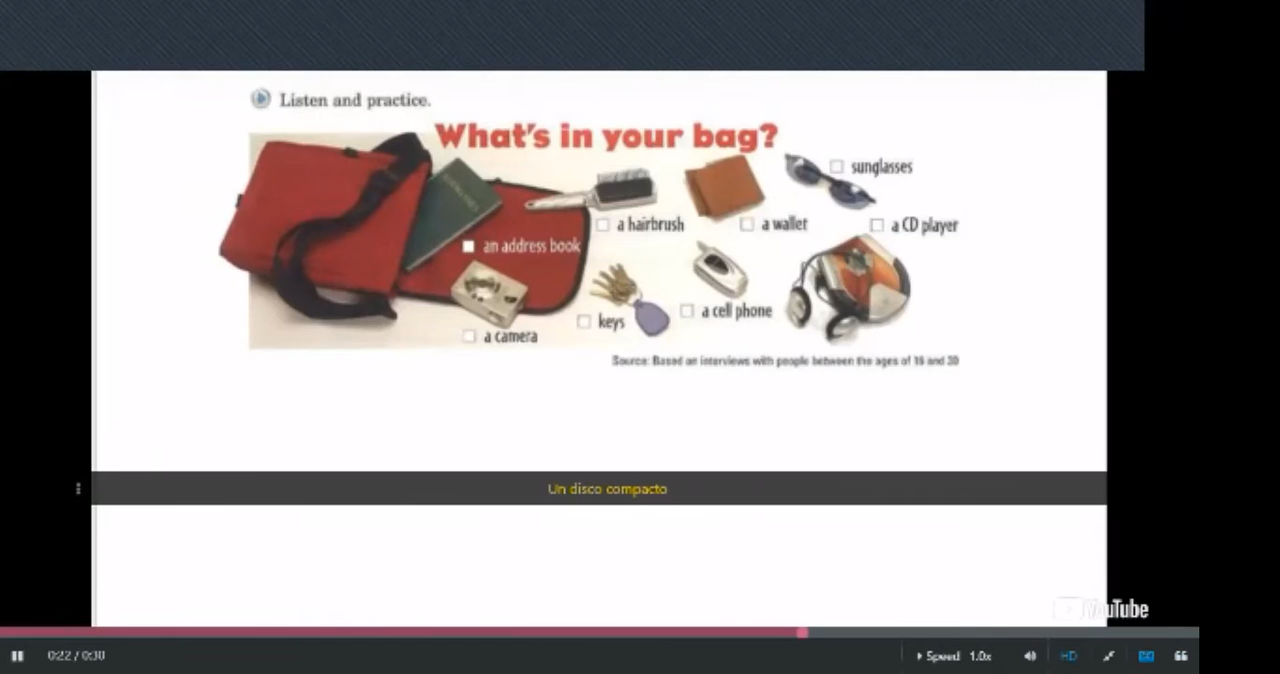 Listen and practice.
What's in your bag?
sunglasses
a hairbrush
a wallet
a CD player
an address book
a cell phone
keys
a camera
Source: Based on interviews with people between the ages of 16 and 30
Un disco compacto
YouTube
0:22 / 0:30
Speed 1.0x
HD